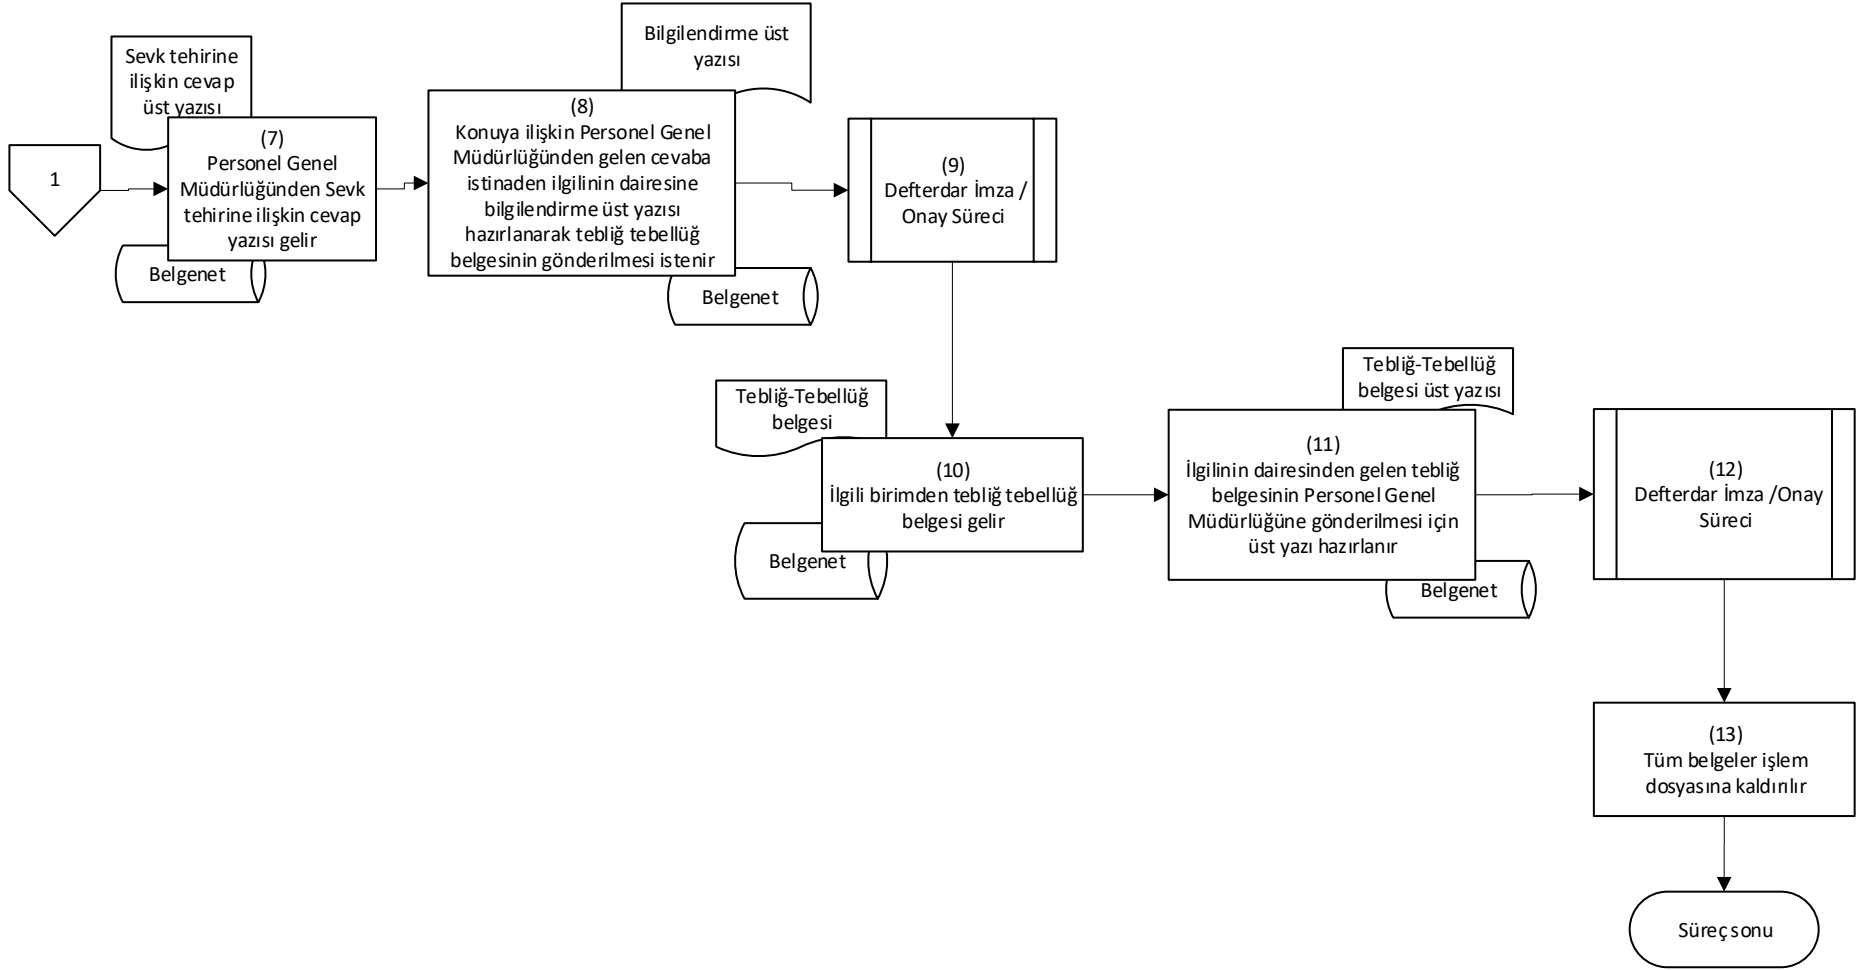 1
Sevk tehirine
ilişkin cevap
üst yazısı
(7)
Personel Genel
Müdürlüğünden Sevk
tehirine ilişkin cevap
yazısı gelir
Belgenet
Bilgilendirme üst
yazısı
(8)
Konuya ilişkin Personel Genel
Müdürlüğünden gelen cevaba
istinaden ilgilinin dairesine
bilgilendirme üst yazısı
hazırlanarak tebliğ tebellüğ
belgesinin gönderilmesi istenir
Belgenet
(9)
Defterdar İmza /
Onay Süreci
Tebliğ-Tebellüğ
belgesi
(10)
İlgili birimden tebliğ tebellüğ
belgesi gelir
Belgenet
Tebliğ-Tebellüğ
belgesi üst yazısı
(11)
İlgilinin dairesinden gelen tebliğ
belgesinin Personel Genel
Müdürlüğüne gönderilmesi için
üst yazı hazırlanır
Belgenet
(12)
Defterdar İmza /Onay
Süreci
(13)
Tüm belgeler işlem
dosyasına kaldırılır
Süreç sonu